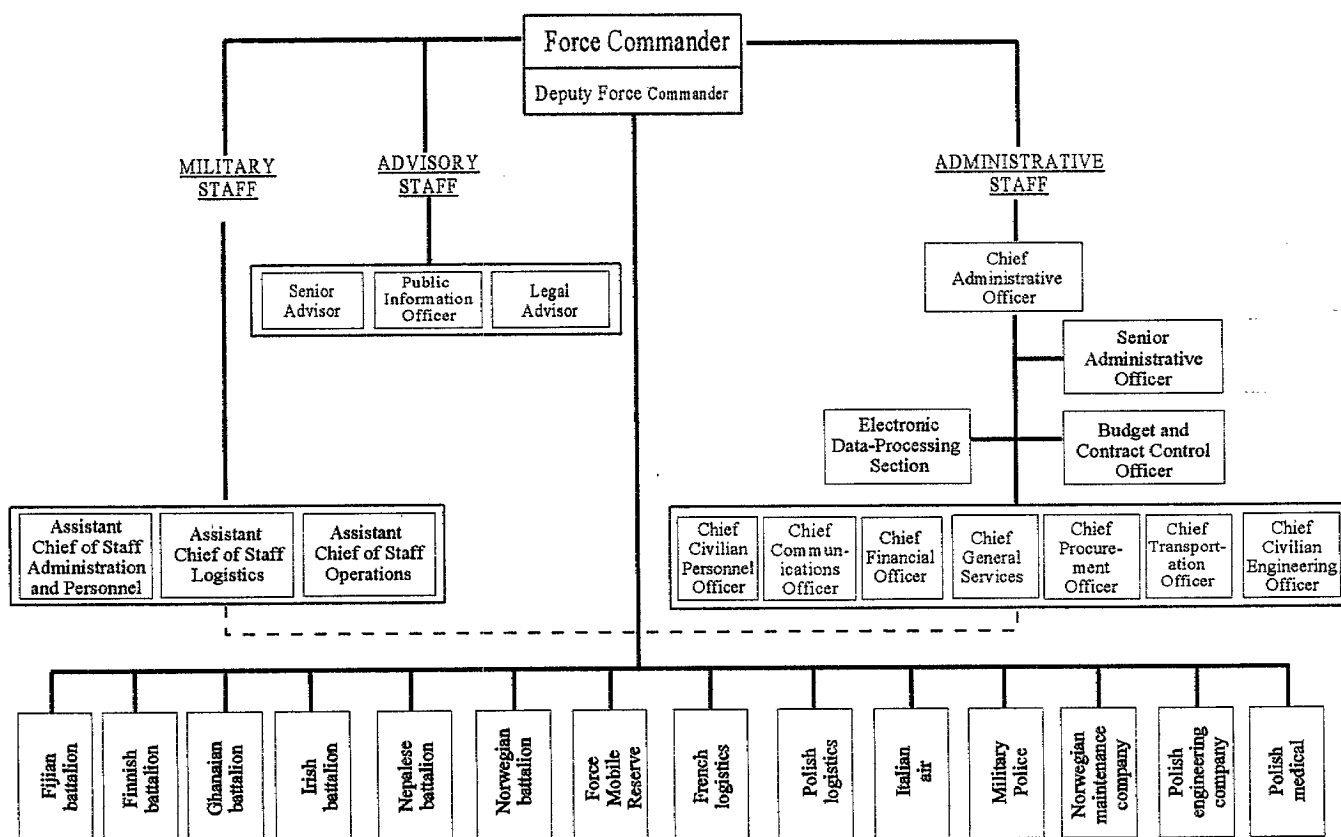 Force Commander
Deputy Force Commander
MILITARY
STAFF
ADVISORY
STAFF
ADMINISTRATIVE
STAFF
Senior
Advisor
Public
Information
Officer
Legal
Advisor
Chief
Administrative
Officer
Senior
Administrative
Officer
Electronic
Data-Processing
Section
Budget and
Contract Control
Officer
Assistant
Chief of Staff
Administration
and Personnel
Assistant
Chief of Staff
Logistics
Assistant
Chief of Staff
Operations
Chief
Civilian
Personnel
Officer
Chief
Commun-
ications
Officer
Chief
Financial
Officer
Chief
General
Services
Chief
Procure-
ment
Officer
Chief
Transport-
ation
Officer
Chief
Civilian
Engineering
Officer
Fijian
battalion
Finnish
battalion
Ghanaian
battalion
Irish
battalion
Nepalese
battalion
Norwegian
battalion
Force
Mobile
Reserve
French
logistics
Polish
logistics
Italian
air
Military
Police
Norwegian
maintenance
company
Polish
engineering
company
Polish
medical